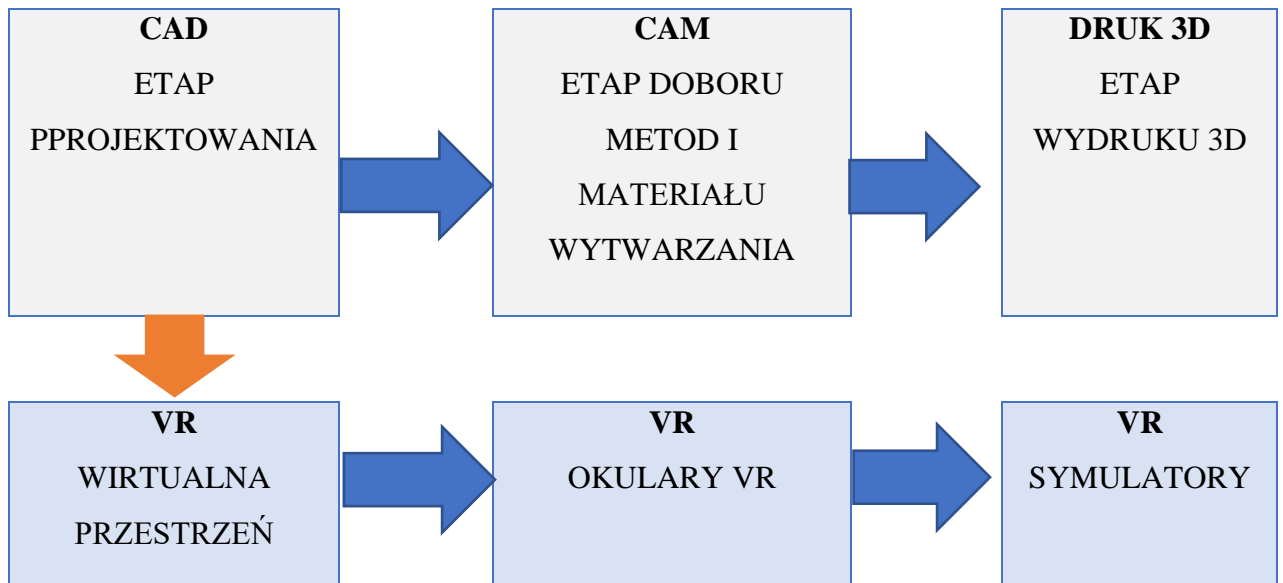 CAD
ETAP
PPROJEKTOWANIA
CAM
ETAP DOBORU
METOD I
MATERIAŁU
WYTWARZANIA
DRUK 3D
ETAP
WYDRUKU 3D
VR
WIRTUALNA
PRZESTRZEŃ
VR
OKULARY VR
VR
SYMULATORY